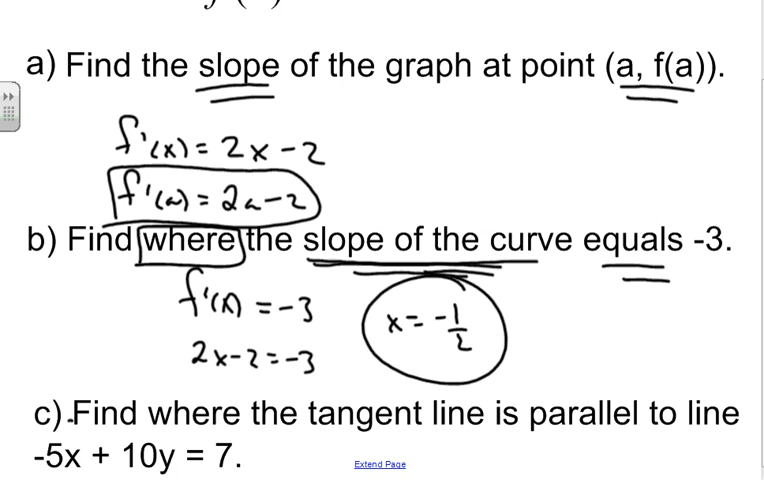 a) Find the slope of the graph at point (a, f(a)).
f'(x) = 2x - 2
f'(a) = 2a - 2
b) Find where the slope of the curve equals -3.
f'(x) = -3
x = -1/2
2x - 2 = -3
c) Find where the tangent line is parallel to line
-5x + 10y = 7.
Extend Page